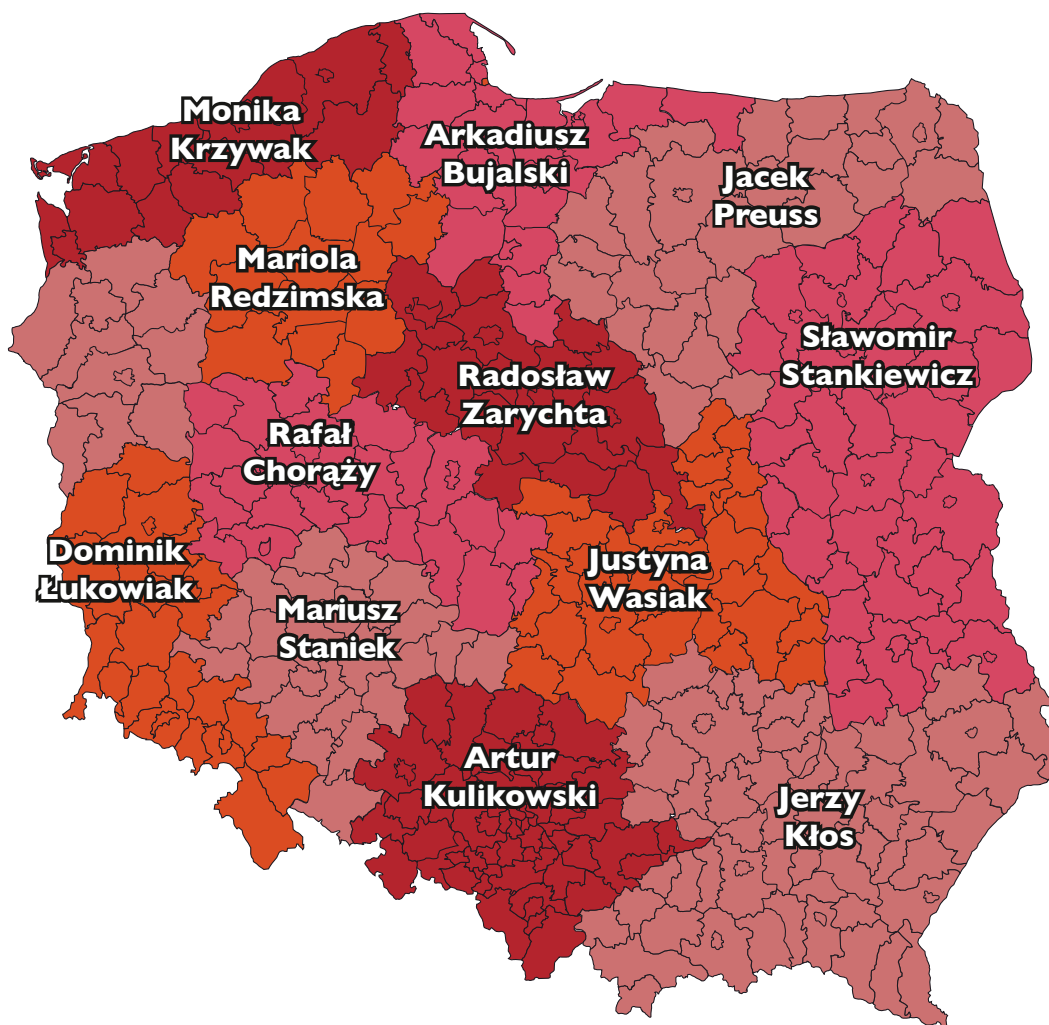 Monika
Krzywak
Arkadiusz
Bujalski
Jacek
Preuss
Mariola
Redzimska
Sławomir
Stankiewicz
Radosław
Zarychta
Rafał
Chorąży
Dominik
Łukowiak
Justyna
Wasiak
Mariusz
Staniek
Artur
Kulikowski
Jerzy
Kłos